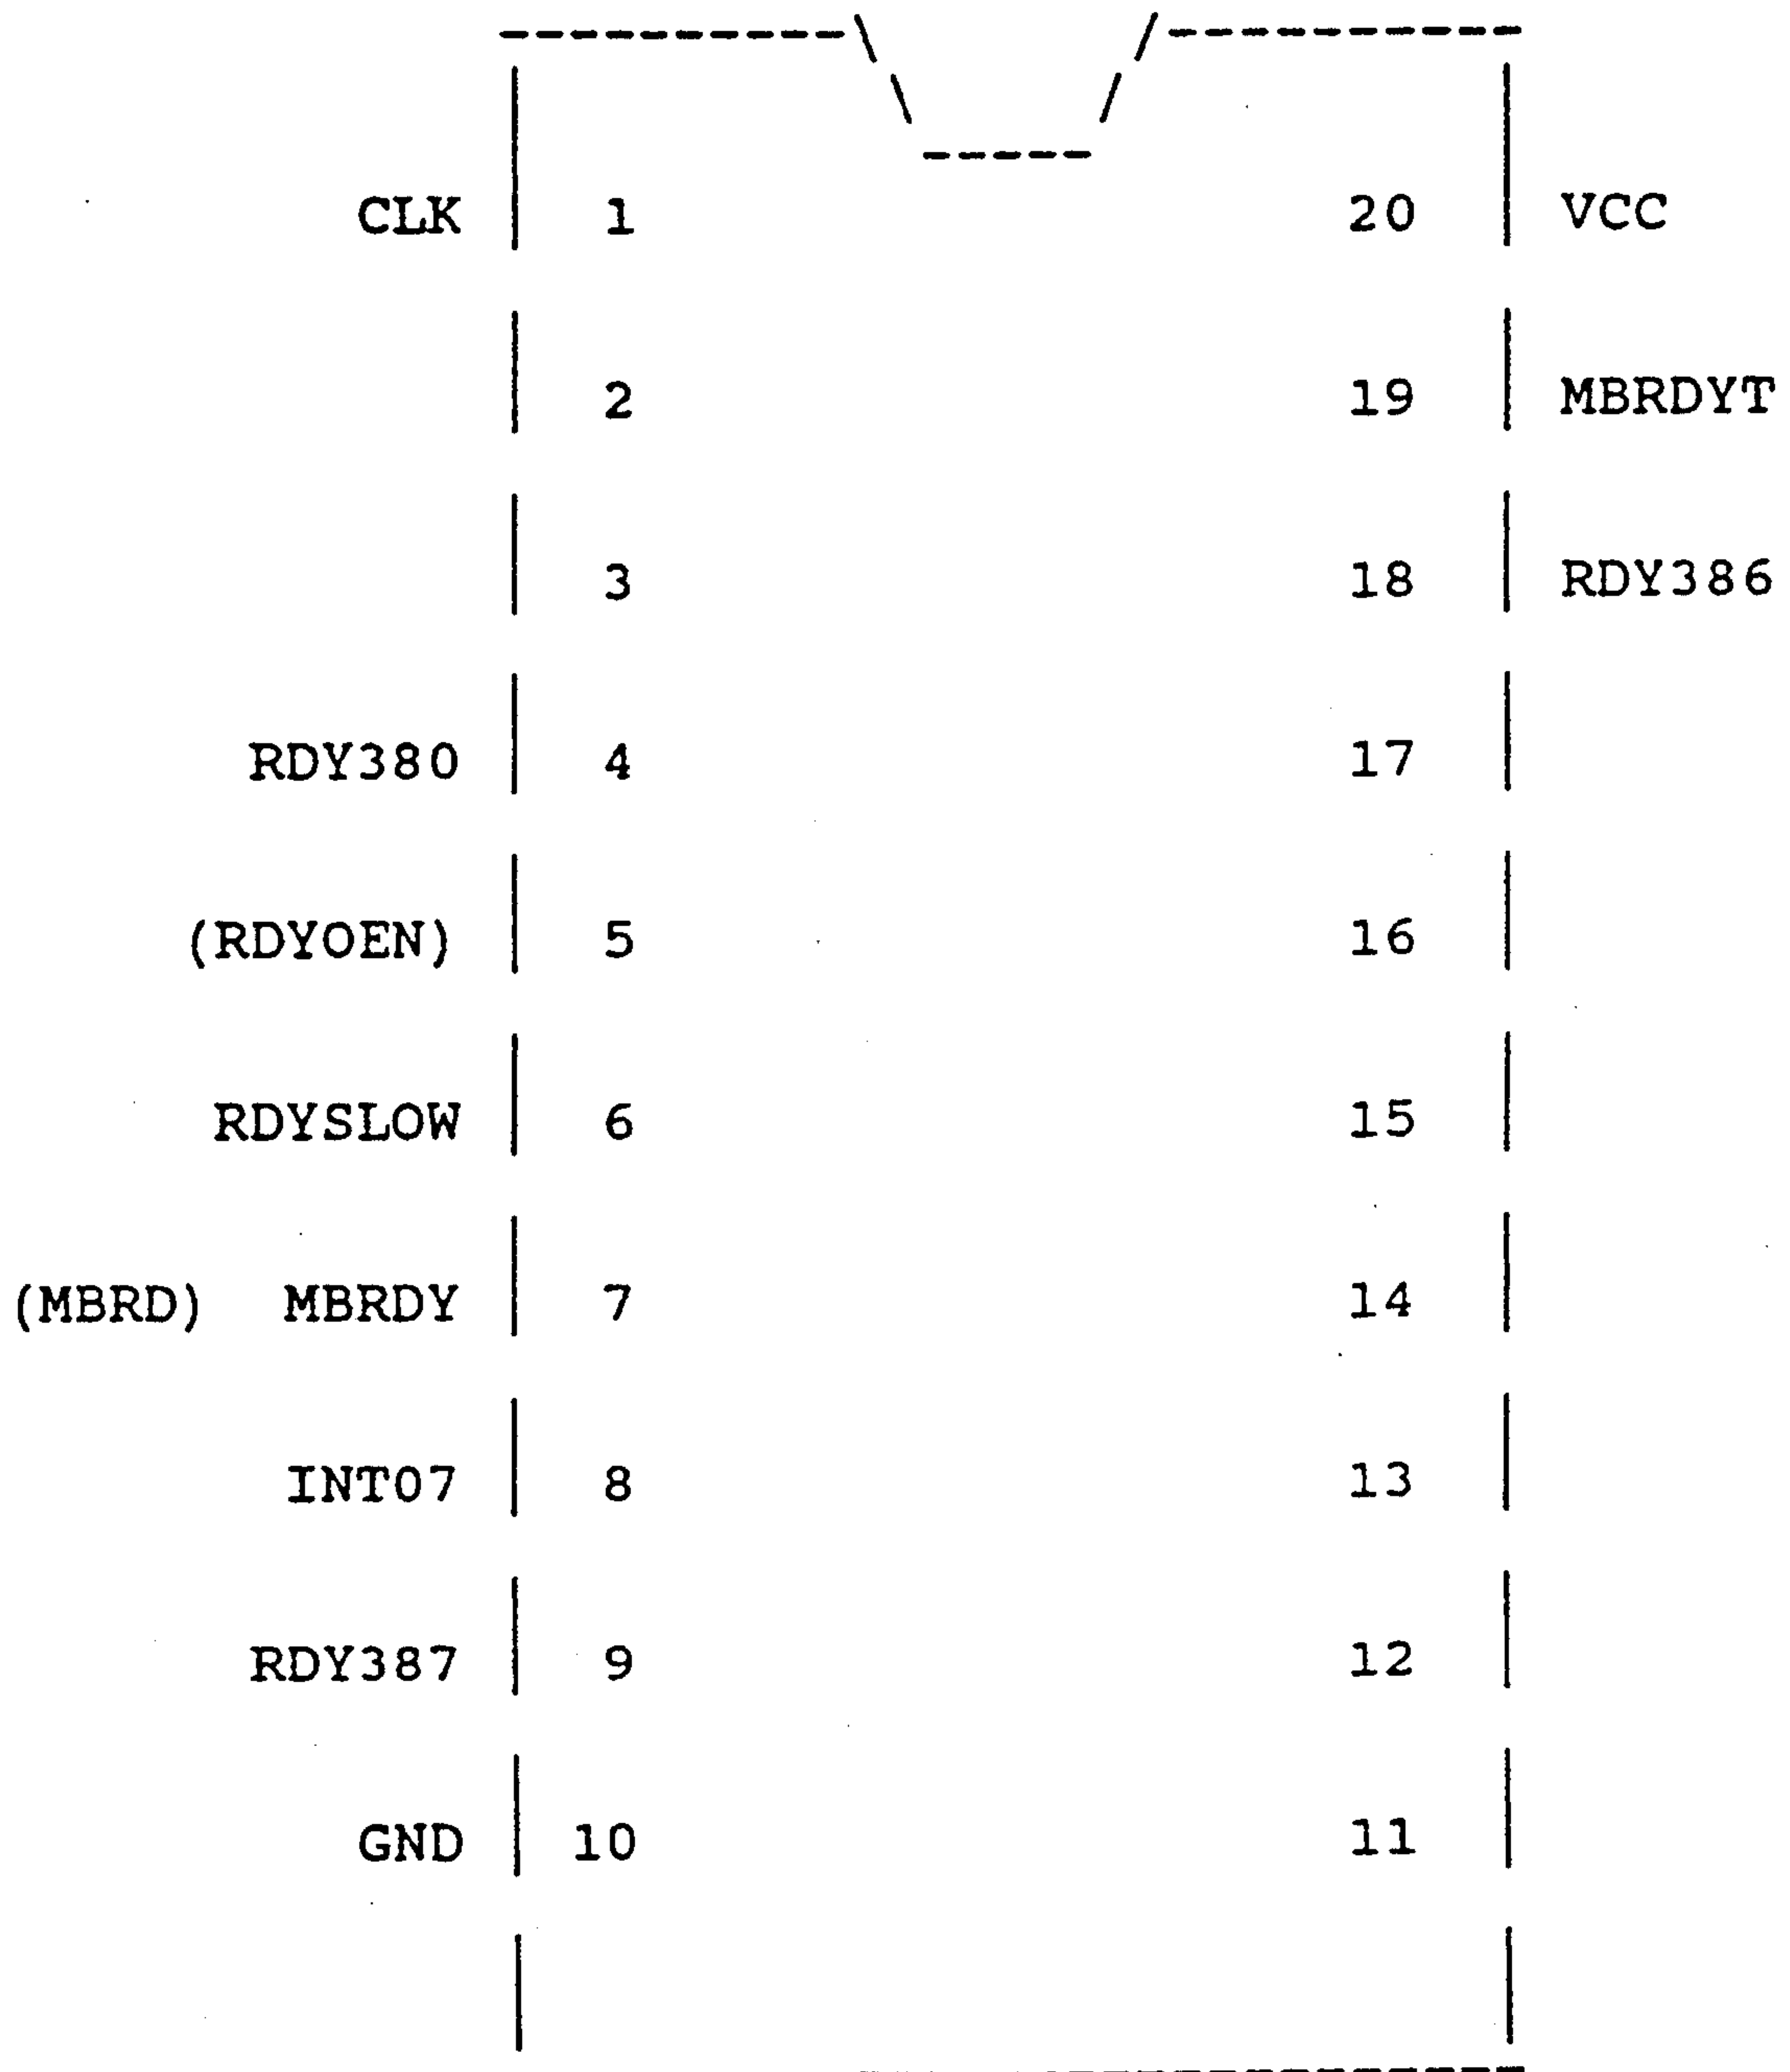 CLK 1 20 VCC
2 19 MBRDYT
3 18 RDY386
RDY380 4 17
(RDYOEN) 5 16
RDYSLOW 6 15
(MBRD) MBRDY 7 14
INT07 8 13
RDY387 9 12
GND 10 11